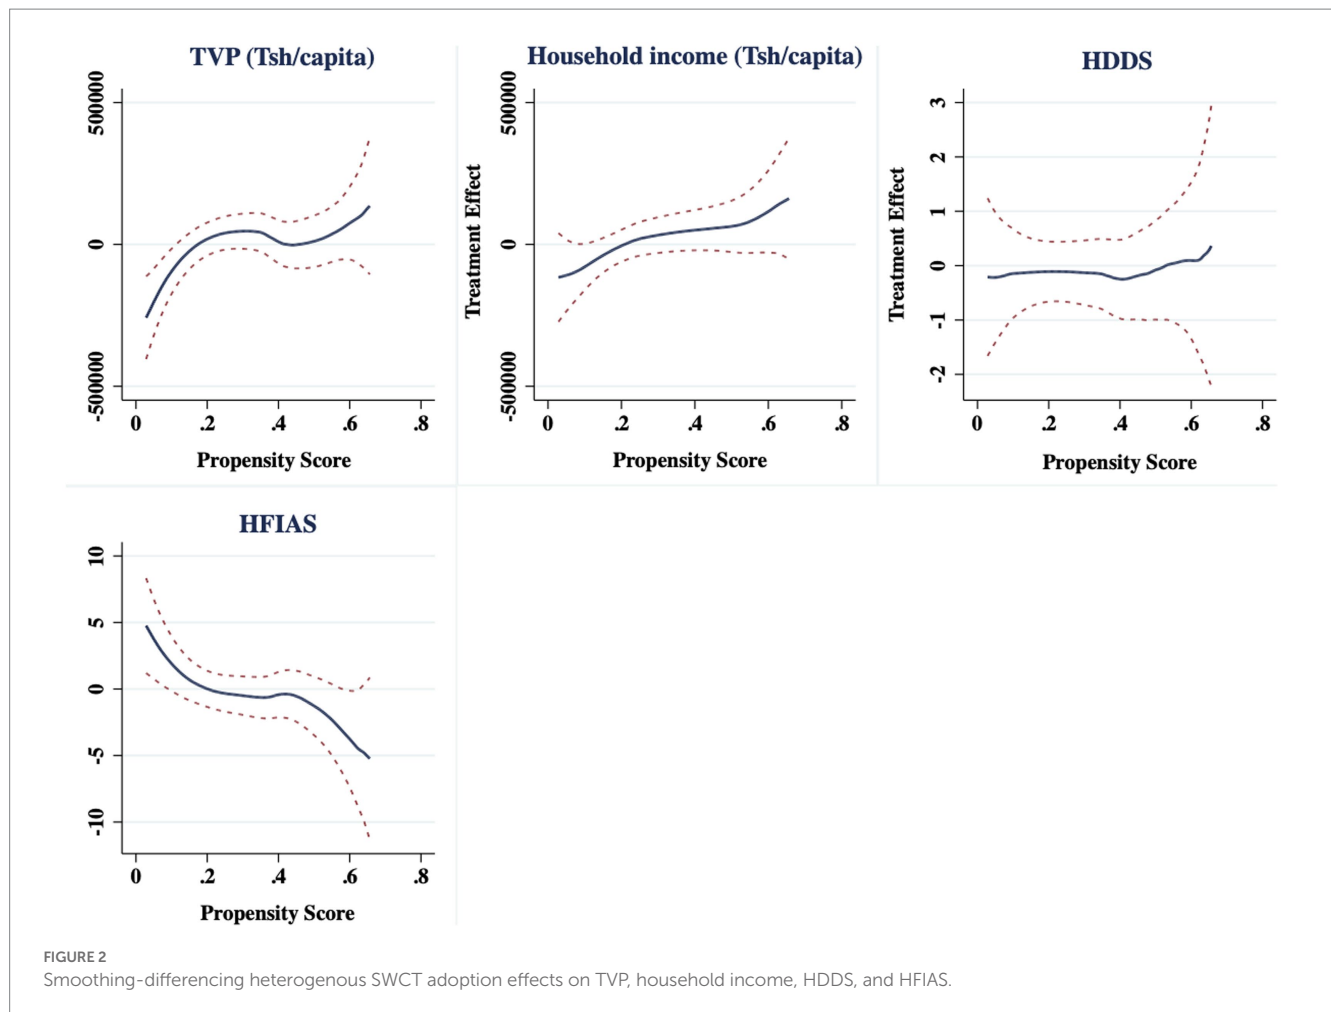 TVP (Tsh/capita)
500000
0
-500000
0 .2 .4 .6 .8
Propensity Score
Household income (Tsh/capita)
Treatment Effect
500000
0
-500000
0 .2 .4 .6 .8
Propensity Score
HDDS
Treatment Effect
3
2
1
0
-1
-2
0 .2 .4 .6 .8
Propensity Score
HFIAS
10
5
0
-5
-10
0 .2 .4 .6 .8
Propensity Score
FIGURE 2
Smoothing-differencing heterogenous SWCT adoption effects on TVP, household income, HDDS, and HFIAS.